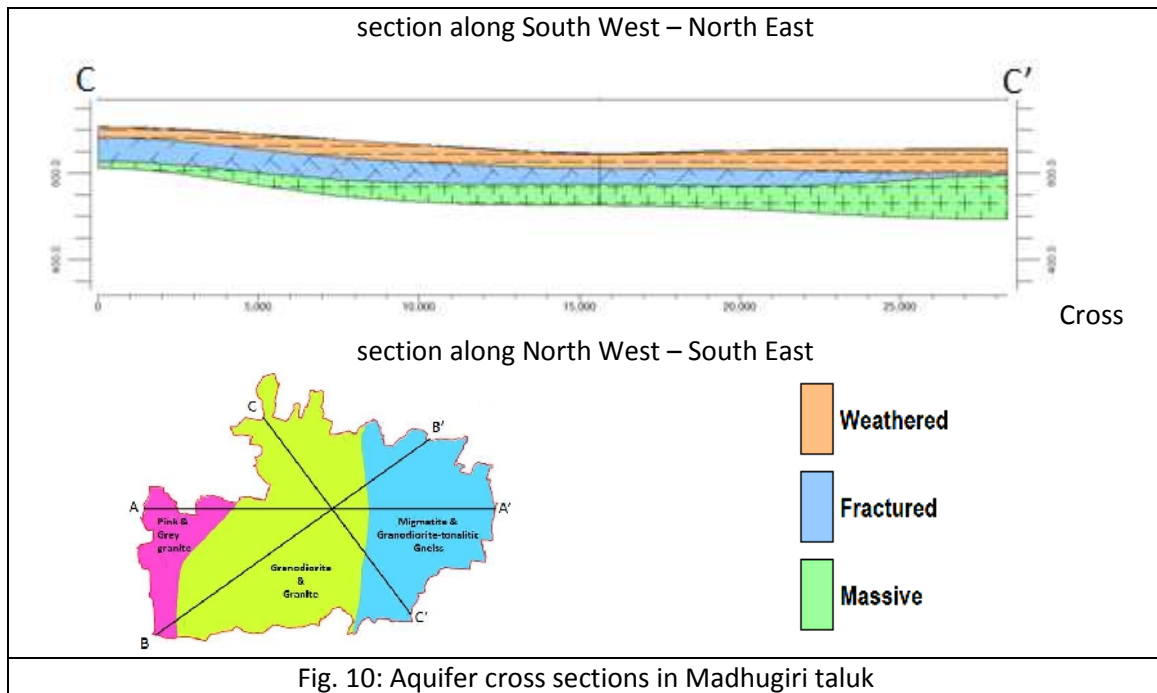 section along South West – North East
C
C’
600.0
600.0
400.0
400.0
0
5,000
10,000
15,000
20,000
25,000
Cross
section along North West – South East
C
B’
A
A’
Pink &
Grey
granite
Migmatite &
Granodiorite-tonalitic
Gneiss
Granodiorite
&
Granite
B
C’
Weathered
Fractured
Massive
Fig. 10: Aquifer cross sections in Madhugiri taluk